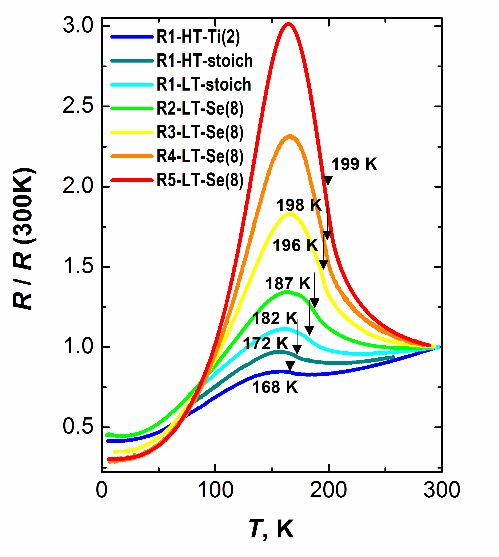 3.0
2.5
2.0
1.5
1.0
0.5
R / R (300K)
R1-HT-Ti(2)
R1-HT-stoich
R1-LT-stoich
R2-LT-Se(8)
R3-LT-Se(8)
R4-LT-Se(8)
R5-LT-Se(8)
199 K
198 K
196 K
187 K
182 K
172 K
168 K
0 100 200 300
T, K